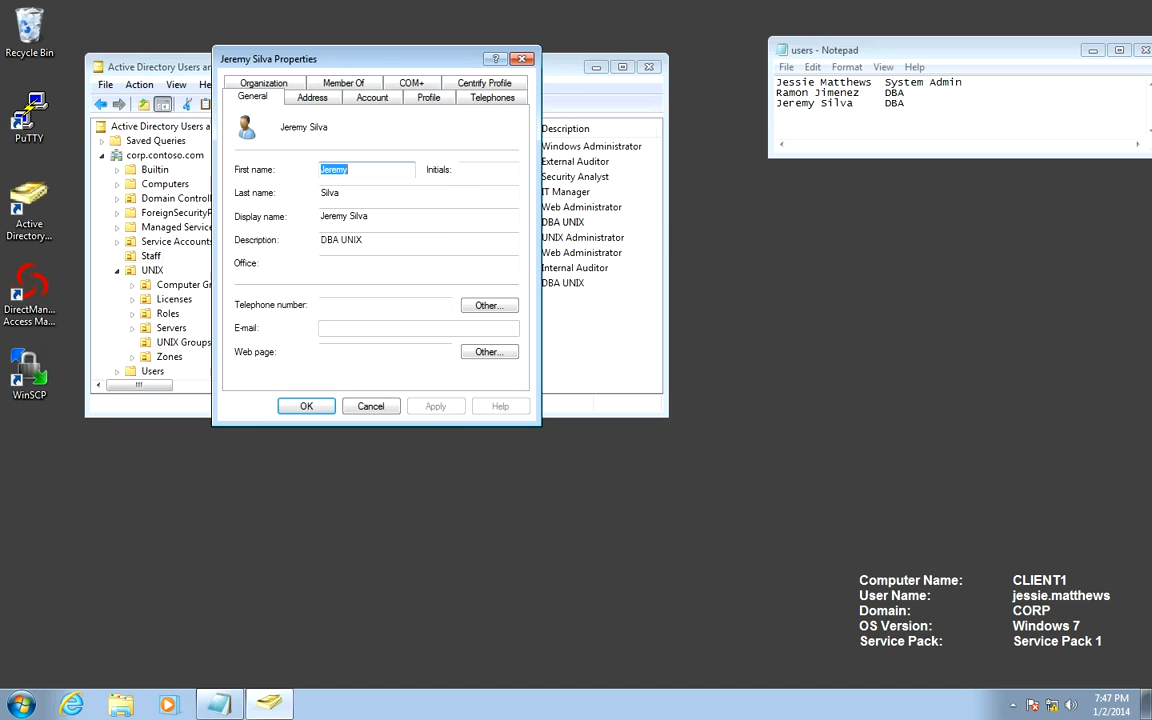 Recycle Bin
PuTTY
Active
Directory...
DirectMan...
Access Ma...
WinSCP
Active Directory Users an
File Action View He
Active Directory Users a
Saved Queries
corp.contoso.com
Builtin
Computers
Domain Controll
ForeignSecurityP
Managed Service
Service Accounts
Staff
UNIX
Computer Gr
Licenses
Roles
Servers
UNIX Groups
Zones
Users
Jeremy Silva Properties
Organization Member Of COM+ Centrify Profile
General Address Account Profile Telephones
Jeremy Silva
First name: Jeremy Initials:
Last name: Silva
Display name: Jeremy Silva
Description: DBA UNIX
Office:
Telephone number: Other...
E-mail:
Web page: Other...
OK Cancel Apply Help
Description
Windows Administrator
External Auditor
Security Analyst
IT Manager
Web Administrator
DBA UNIX
UNIX Administrator
Web Administrator
Internal Auditor
DBA UNIX
users - Notepad
File Edit Format View Help
Jessie Matthews System Admin
Ramon Jimenez DBA
Jeremy Silva DBA
Computer Name: CLIENT1
User Name: jessie.matthews
Domain: CORP
OS Version: Windows 7
Service Pack: Service Pack 1
7:47 PM
1/2/2014